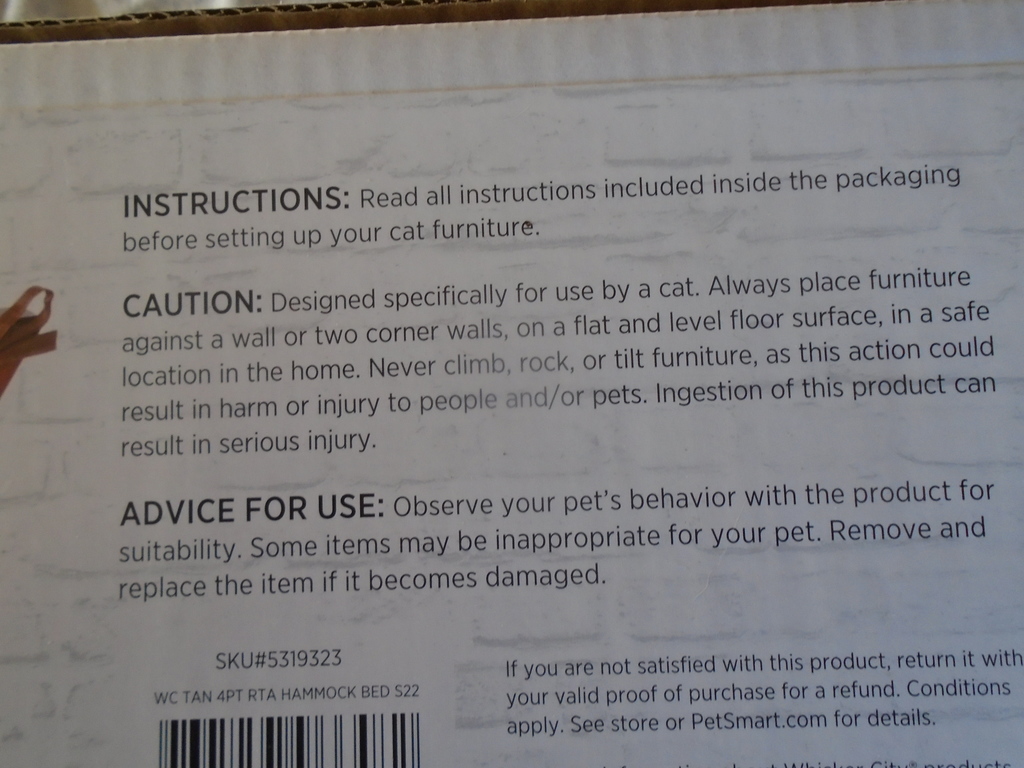 INSTRUCTIONS: Read all instructions included inside the packaging
before setting up your cat furniture.
CAUTION: Designed specifically for use by a cat. Always place furniture
against a wall or two corner walls, on a flat and level floor surface, in a safe
location in the home. Never climb, rock, or tilt furniture, as this action could
result in harm or injury to people and/or pets. Ingestion of this product can
result in serious injury.
ADVICE FOR USE: Observe your pet's behavior with the product for
suitability. Some items may be inappropriate for your pet. Remove and
replace the item if it becomes damaged.
SKU#5319323
WC TAN 4PT RTA HAMMOCK BED S22
If you are not satisfied with this product, return it with
your valid proof of purchase for a refund. Conditions
apply. See store or PetSmart.com for details.
about Whisker City® products